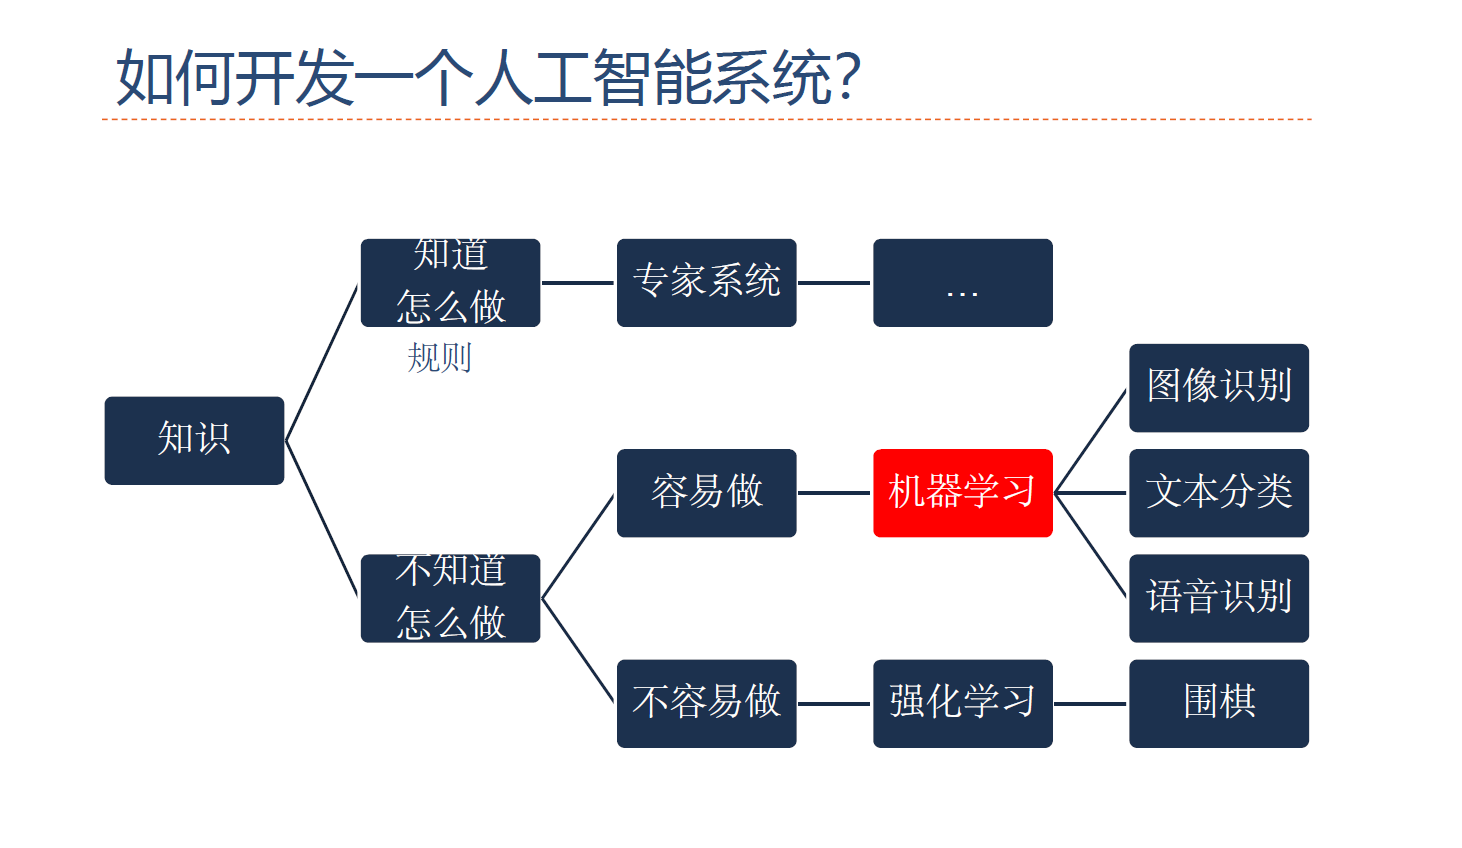 如何开发一个人工智能系统?
知道
怎么做
专家系统
...
规则
图像识别
知识
容易做
机器学习
文本分类
不知道
怎么做
语音识别
不容易做
强化学习
围棋